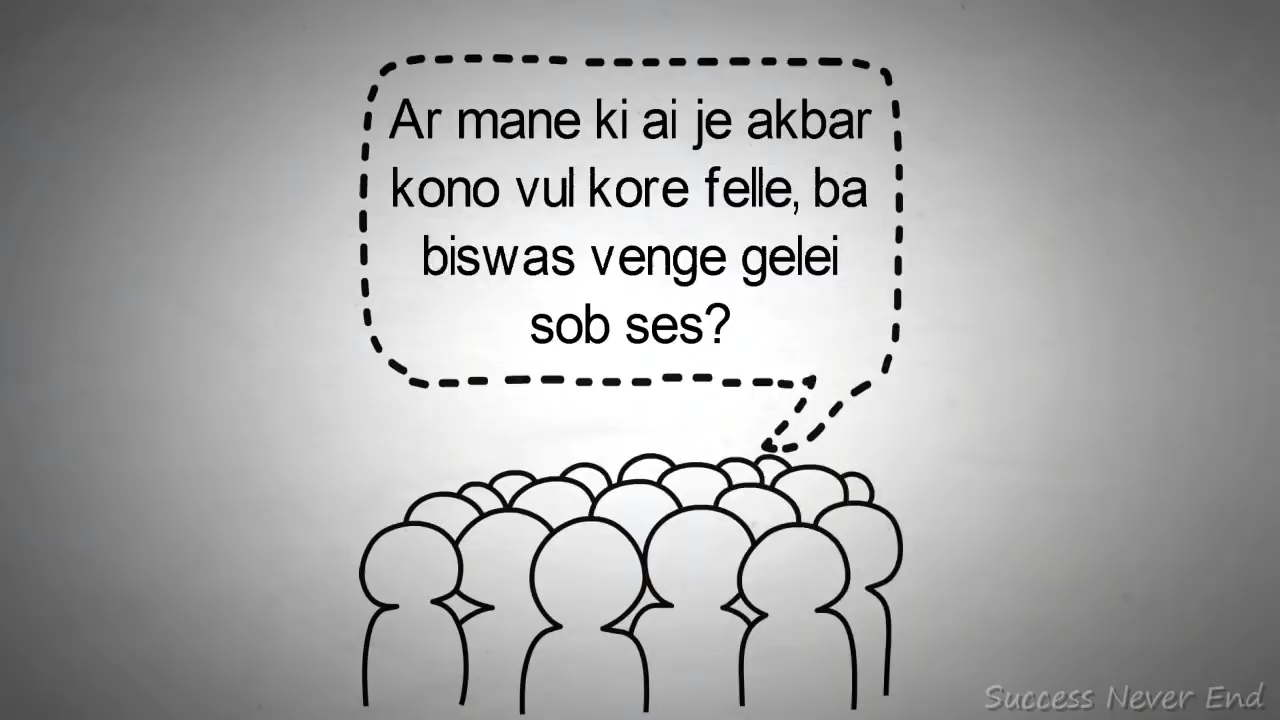 Ar mane ki ai je akbar
kono vul kore felle, ba
biswas venge gelei
sob ses?
Success Never End